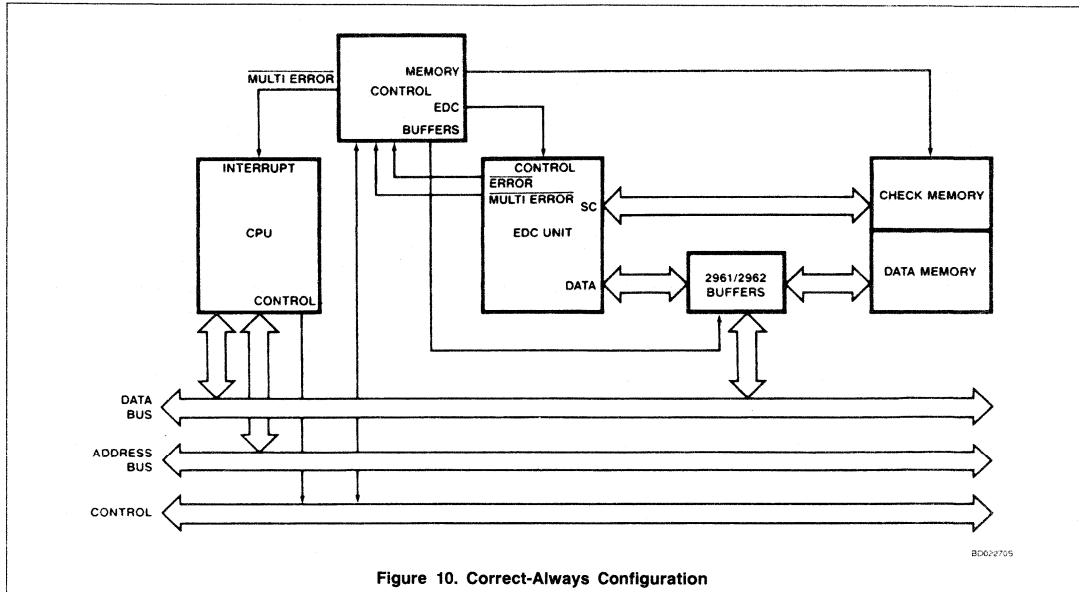 MULTI ERROR
MEMORY
CONTROL
EDC
BUFFERS
INTERRUPT
CPU
CONTROL
CONTROL
ERROR
MULTI ERROR
SC
EDC UNIT
DATA
2961/2962
BUFFERS
CHECK MEMORY
DATA MEMORY
DATA
BUS
ADDRESS
BUS
CONTROL
BD022705
Figure 10. Correct-Always Configuration